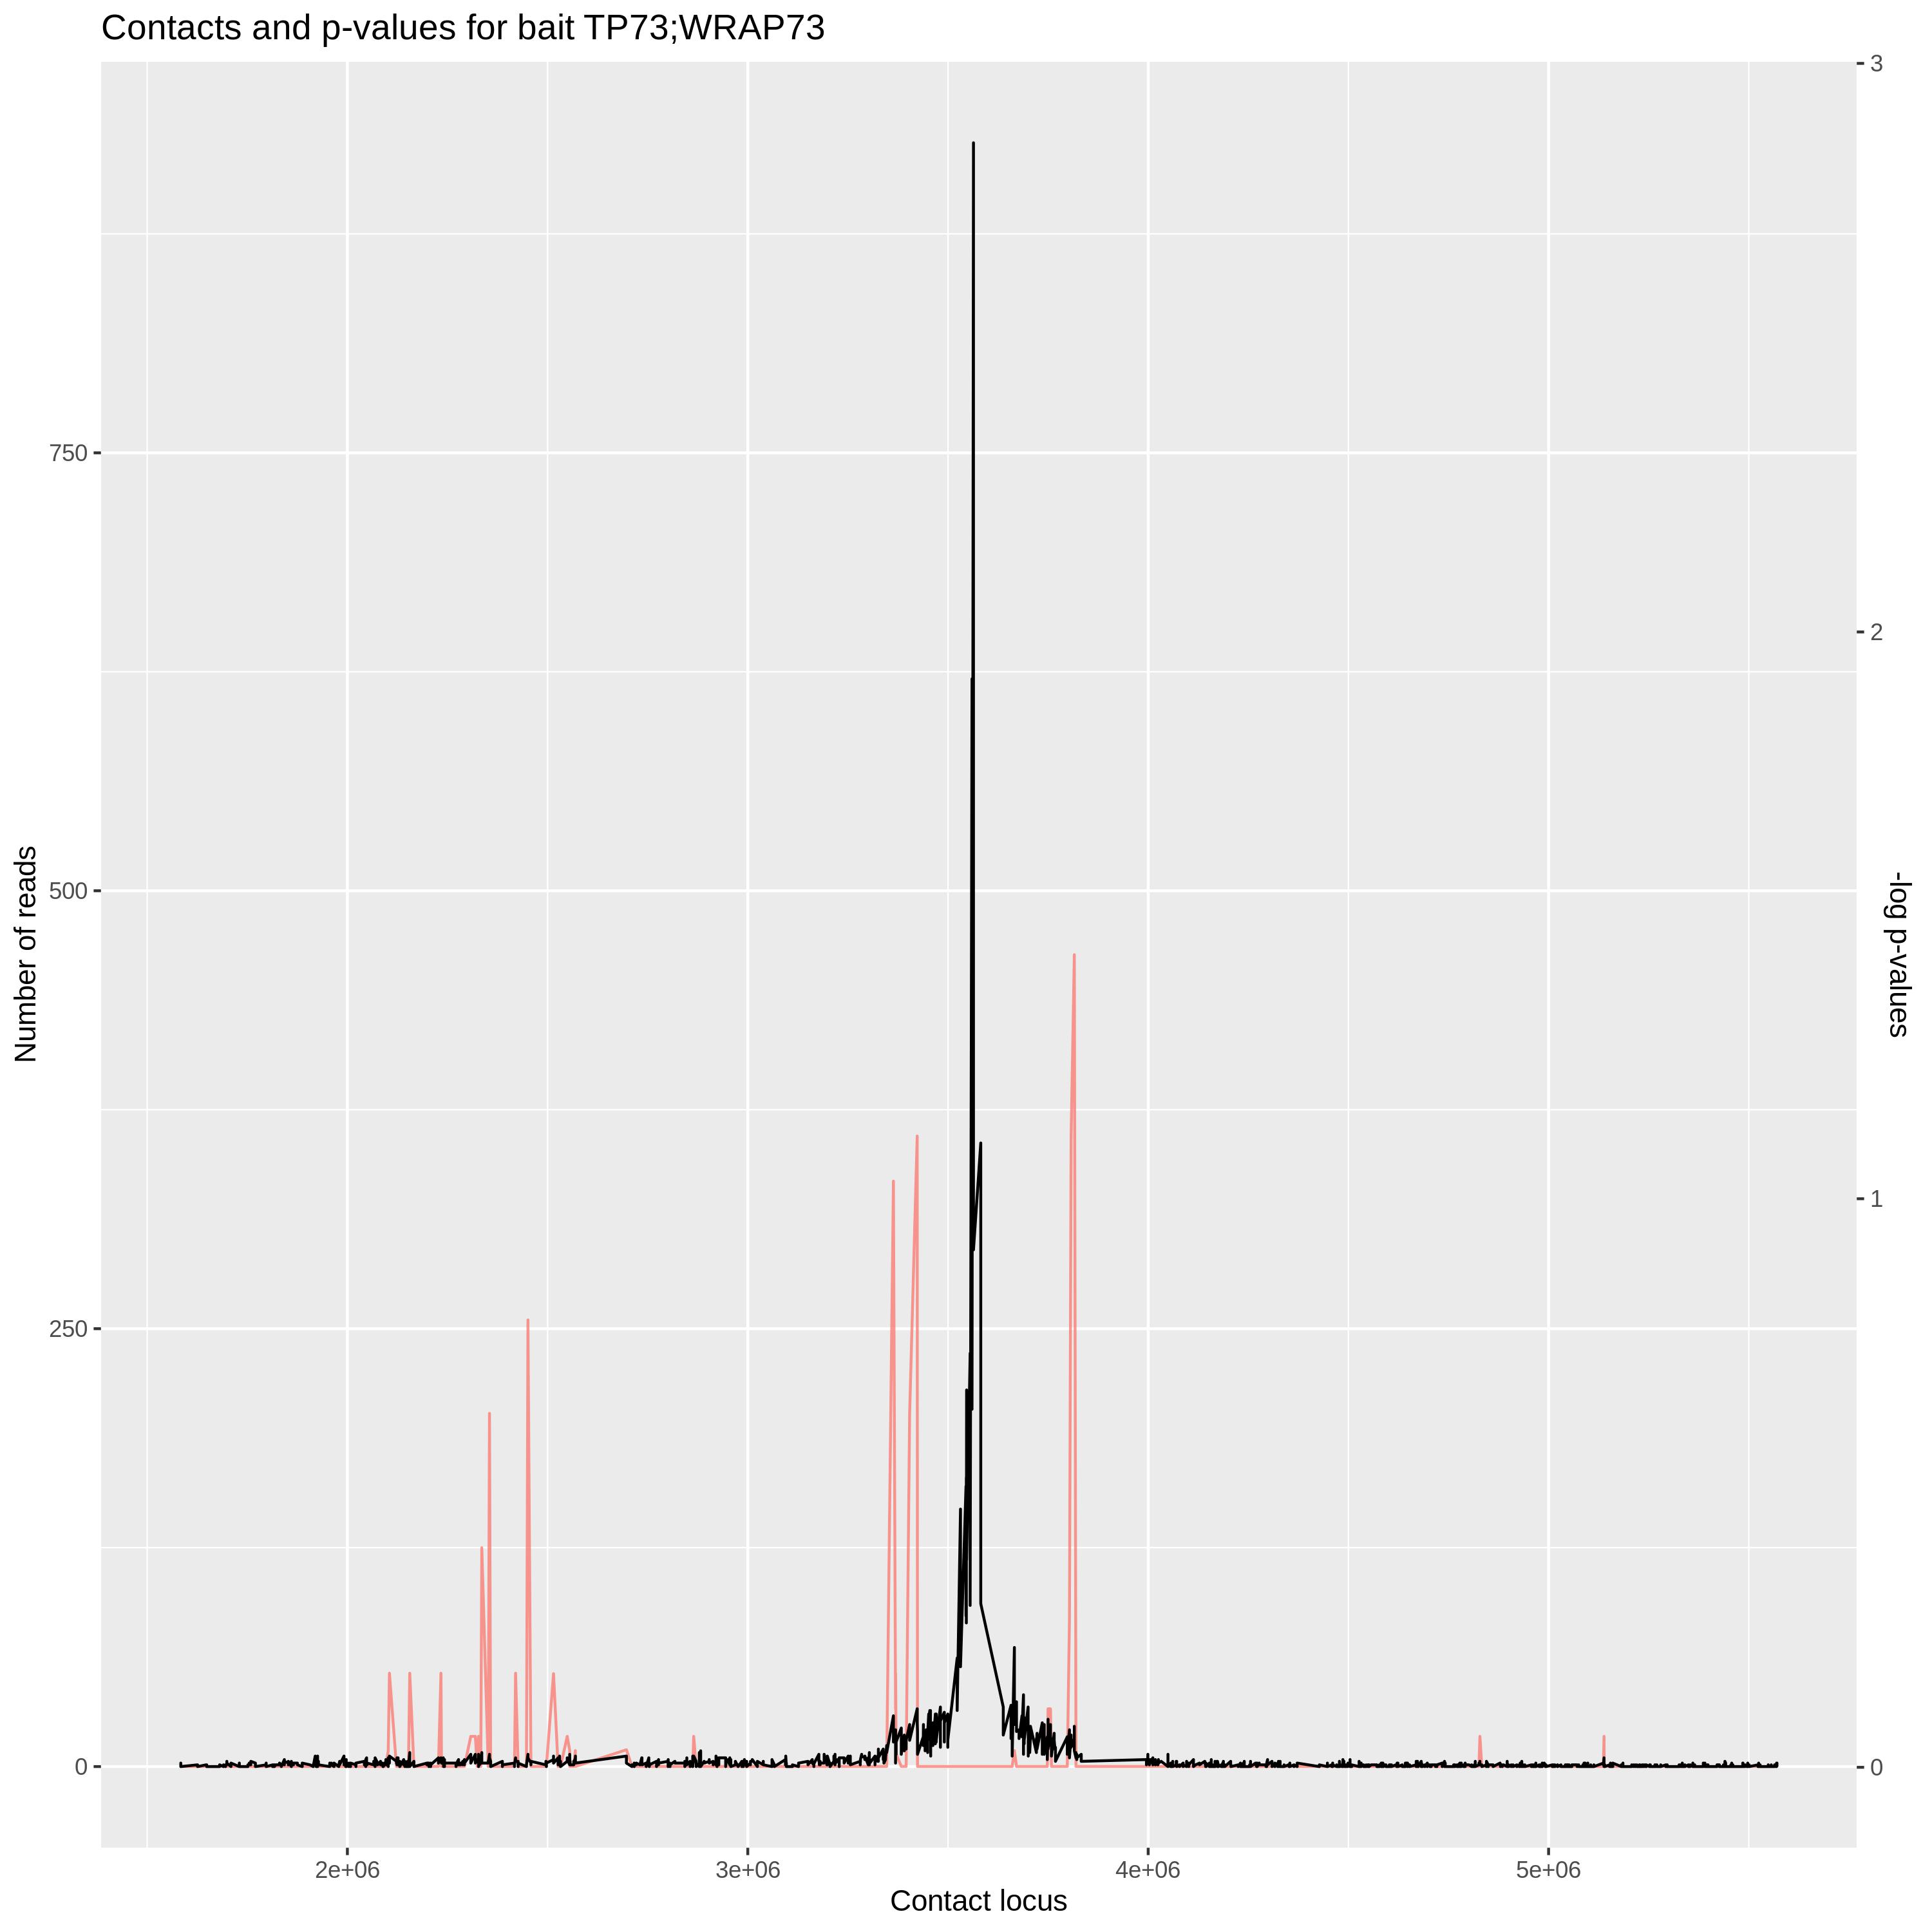 Contacts and p-values for bait TP73;WRAP73
Number of reads
750
500
250
0
3
2
1
0
-log p-values
2e+06
3e+06
4e+06
5e+06
Contact locus